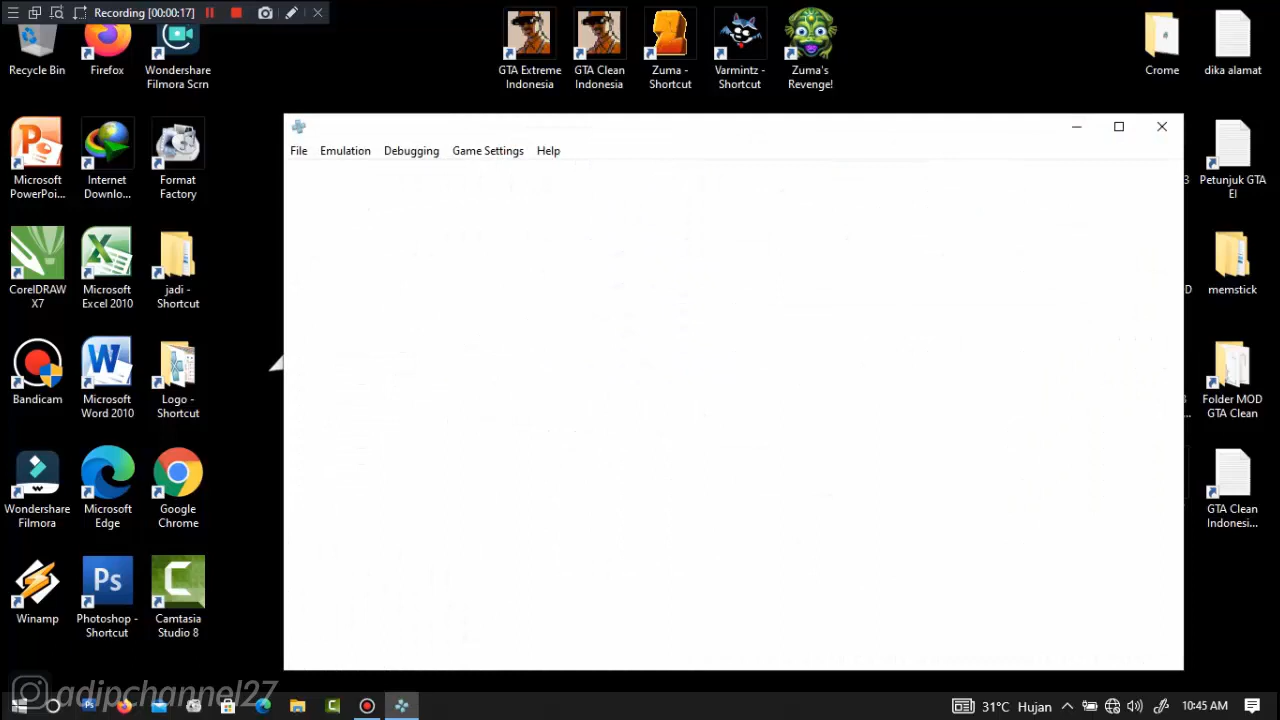 Recording [00:00:17]
Recycle Bin
Firefox
Wondershare
Filmora Scrn
GTA Extreme
Indonesia
GTA Clean
Indonesia
Zuma -
Shortcut
Varmintz -
Shortcut
Zuma's
Revenge!
Crome
dika alamat
File
Emulation
Debugging
Game Settings
Help
Microsoft
PowerPoi...
Internet
Downlo...
Format
Factory
3
Petunjuk GTA
EI
CorelDRAW
X7
Microsoft
Excel 2010
jadi -
Shortcut
D
memstick
Bandicam
Microsoft
Word 2010
Logo -
Shortcut
3
...
Folder MOD
GTA Clean
Wondershare
Filmora
Microsoft
Edge
Google
Chrome
GTA Clean
Indonesi...
Winamp
Ps
Photoshop -
Shortcut
Camtasia
Studio 8
adipchannel27
31°C Hujan
10:45 AM